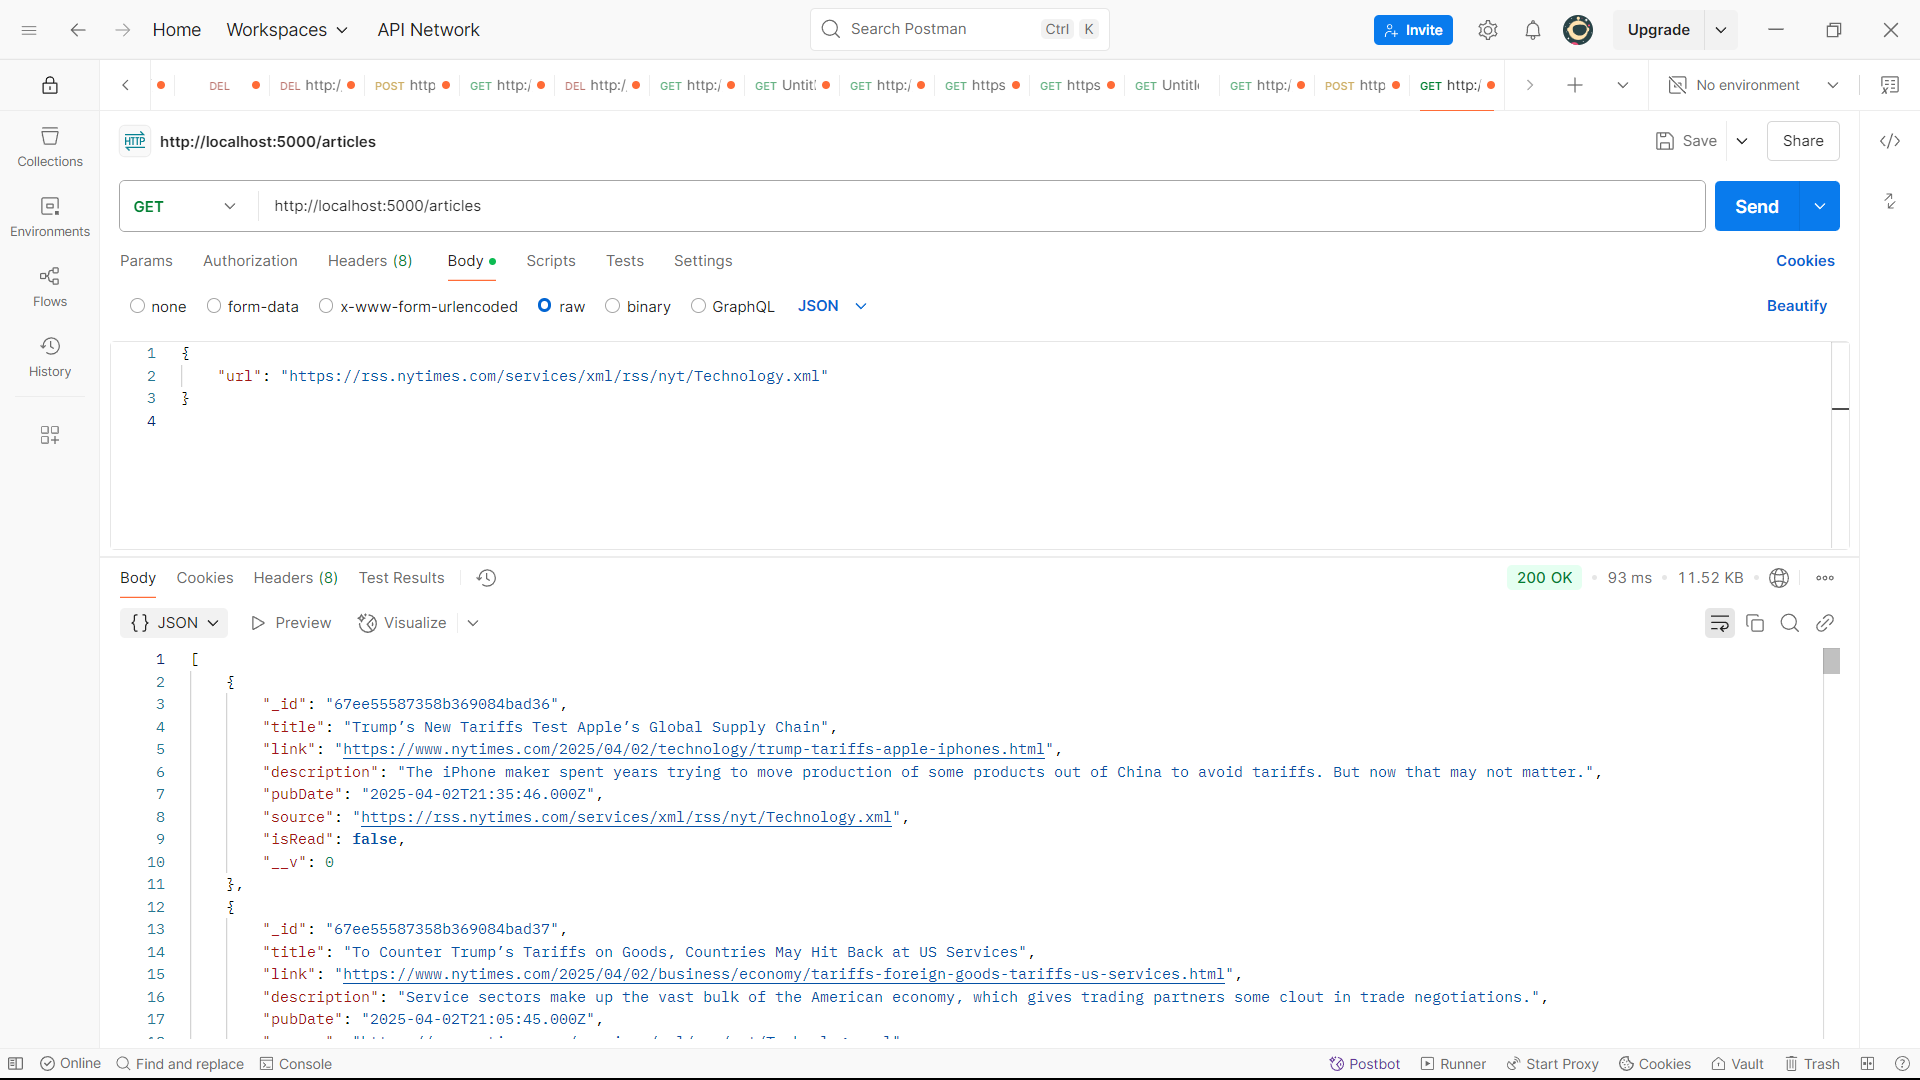 Home Workspaces API Network Search Postman Ctrl K Invite Upgrade
DEL DEL http:/ POST http GET http:/ DEL http:/ GET http:/ GET Untitl GET http:/ GET https GET https GET Untitle GET http:/ POST http GET http:/ No environment
HTTP http://localhost:5000/articles Save Share
GET http://localhost:5000/articles Send
Params Authorization Headers (8) Body Scripts Tests Settings Cookies
none form-data x-www-form-urlencoded raw binary GraphQL JSON Beautify
Collections
Environments
Flows
History
1 {
2 "url": "https://rss.nytimes.com/services/xml/rss/nyt/Technology.xml"
3 }
4
Body Cookies Headers (8) Test Results 200 OK 93 ms 11.52 KB
{} JSON Preview Visualize
1 [
2 {
3 "_id": "67ee55587358b369084bad36",
4 "title": "Trump’s New Tariffs Test Apple’s Global Supply Chain",
5 "link": "https://www.nytimes.com/2025/04/02/technology/trump-tariffs-apple-iphones.html",
6 "description": "The iPhone maker spent years trying to move production of some products out of China to avoid tariffs. But now that may not matter.",
7 "pubDate": "2025-04-02T21:35:46.000Z",
8 "source": "https://rss.nytimes.com/services/xml/rss/nyt/Technology.xml",
9 "isRead": false,
10 "__v": 0
11 },
12 {
13 "_id": "67ee55587358b369084bad37",
14 "title": "To Counter Trump’s Tariffs on Goods, Countries May Hit Back at US Services",
15 "link": "https://www.nytimes.com/2025/04/02/business/economy/tariffs-foreign-goods-tariffs-us-services.html",
16 "description": "Service sectors make up the vast bulk of the American economy, which gives trading partners some clout in trade negotiations.",
17 "pubDate": "2025-04-02T21:05:45.000Z",
Online Find and replace Console Postbot Runner Start Proxy Cookies Vault Trash